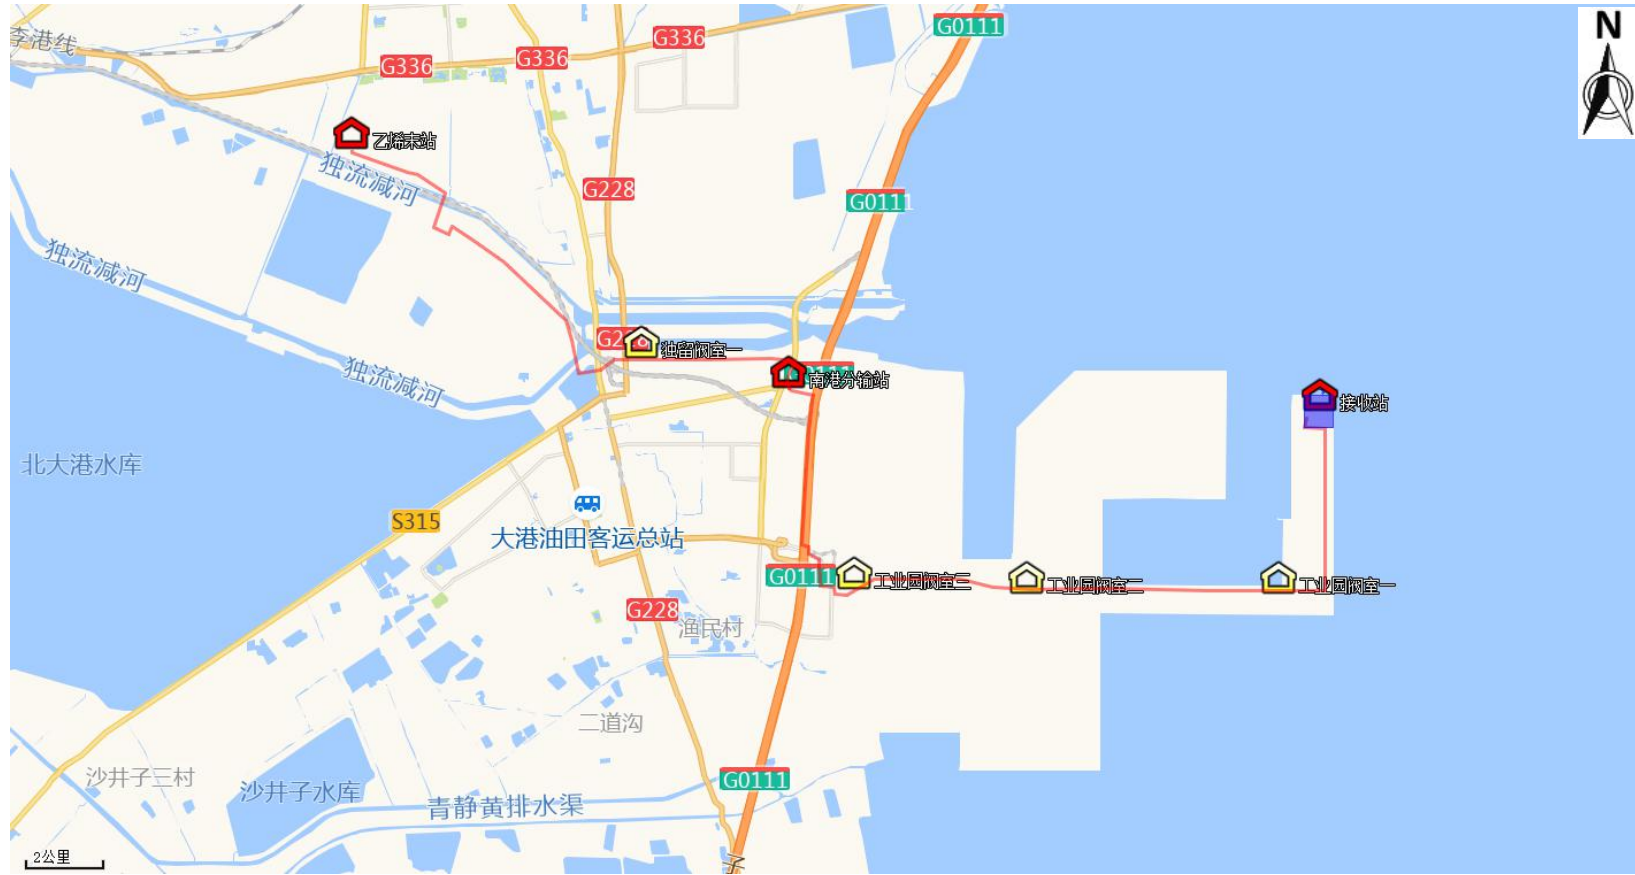 G0111
N
李港线
G336
G336
G336
乙烯末站
独流减河
G228
G0111
独流减河
独留阀室一
南港分输站
独流减河
接收站
北大港水库
S315
大港油田客运总站
G0111
工业园阀室三
工业园阀室二
工业园阀室一
G228
渔民村
二道沟
沙井子三村
沙井子水库
G0111
青静黄排水渠
2公里
子